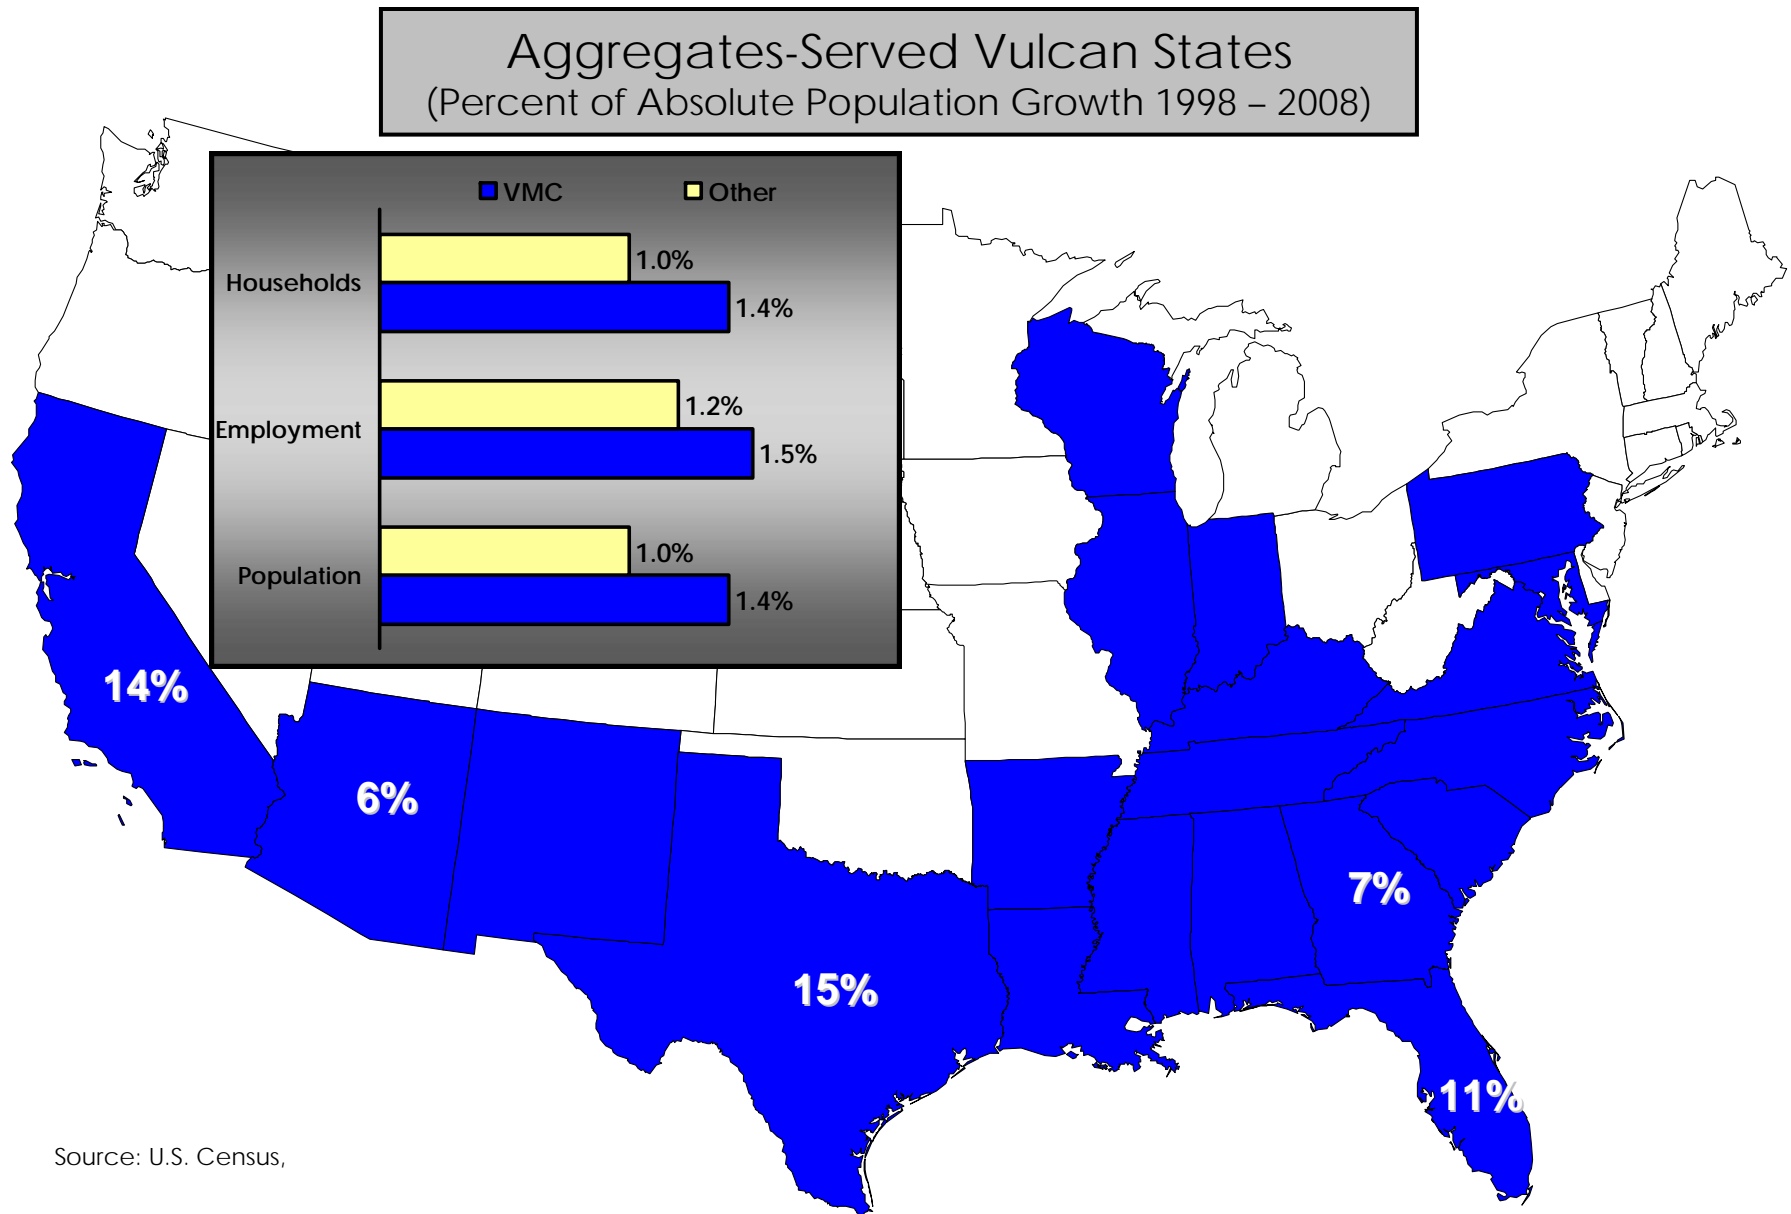 Aggregates-Served Vulcan States
(Percent of Absolute Population Growth 1998 – 2008)
VMC Other
Households
1.0%
1.4%
Employment
1.2%
1.5%
Population
1.0%
1.4%
14%
6%
7%
15%
11%
Source: U.S. Census,